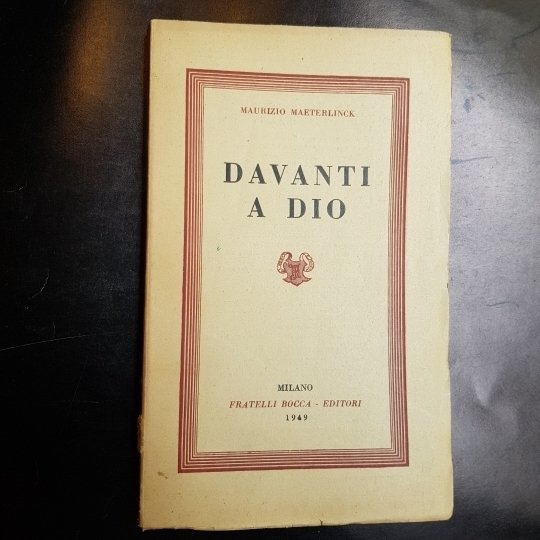 MAURIZIO MAETERLINCK
DAVANTI
A DIO
MILANO
FRATELLI BOCCA - EDITORI
1949